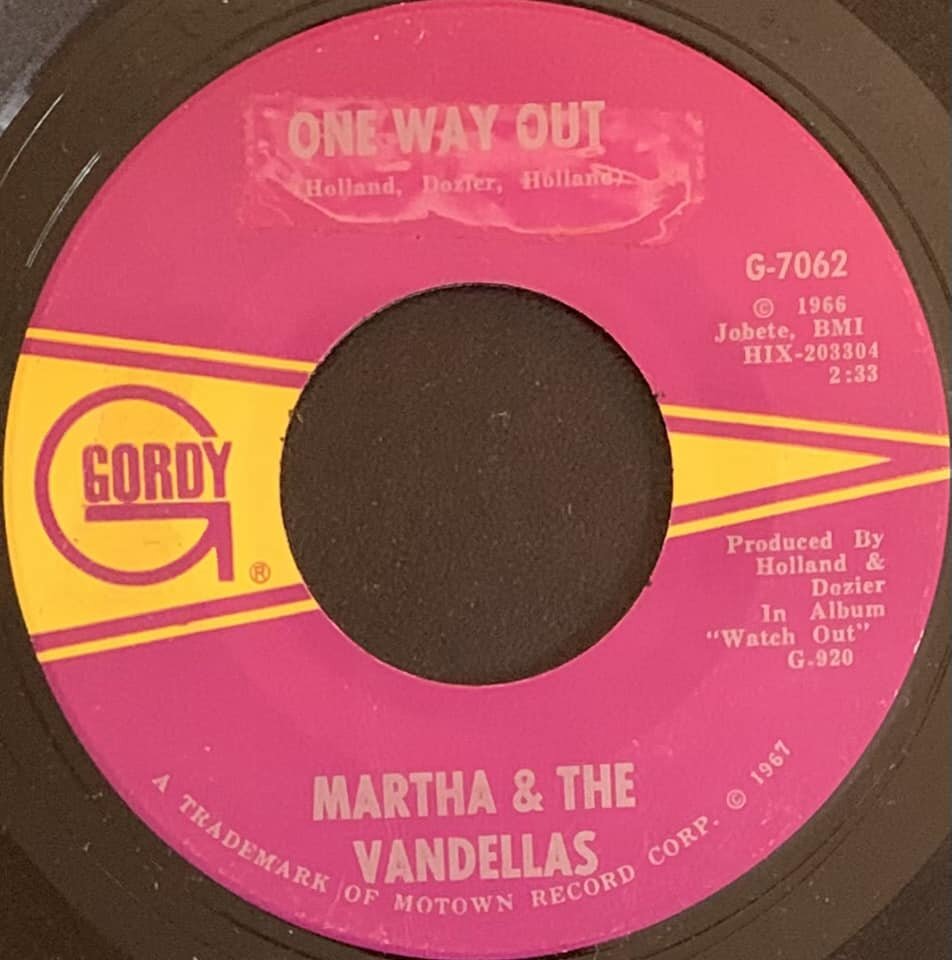 ONE WAY OUT
(Holland, Dozier, Holland)
G-7062
© 1966
Jobete, BMI
HIX-203304
2:33
GORDY
®
Produced By
Holland &
Dozier
In Album
"Watch Out"
G-920
MARTHA & THE
VANDELLAS
A TRADEMARK OF MOTOWN RECORD CORP. © 1967